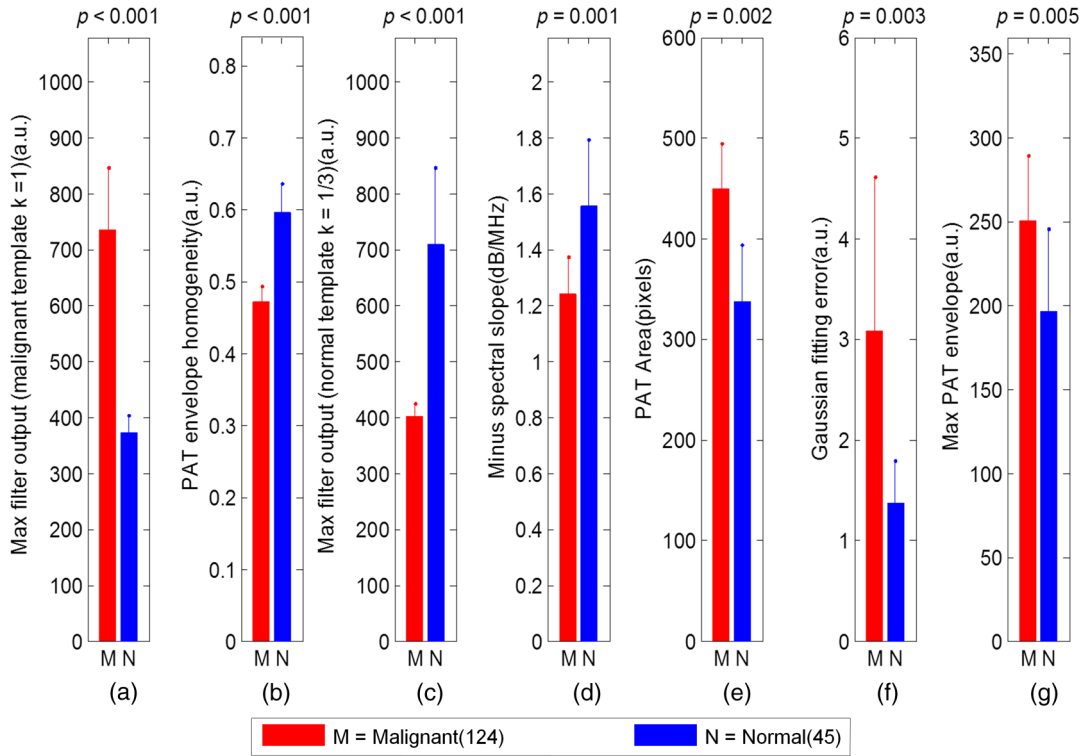 p < 0.001 p < 0.001 p < 0.001 p = 0.001 p = 0.002 p = 0.003 p = 0.005
Max filter output (malignant template k =1)(a.u.)
1000
900
800
700
600
500
400
300
200
100
0
M N
(a)
PAT envelope homogeneity(a.u.)
0.8
0.7
0.6
0.5
0.4
0.3
0.2
0.1
0
M N
(b)
Max filter output (normal template k = 1/3)(a.u.)
1000
900
800
700
600
500
400
300
200
100
0
M N
(c)
Minus spectral slope(dB/MHz)
2
1.8
1.6
1.4
1.2
1
0.8
0.6
0.4
0.2
0
M N
(d)
PAT Area(pixels)
600
500
400
300
200
100
0
M N
(e)
Gaussian fitting error(a.u.)
6
5
4
3
2
1
0
M N
(f)
Max PAT envelope(a.u.)
350
300
250
200
150
100
50
0
M N
(g)
M = Malignant(124) N = Normal(45)